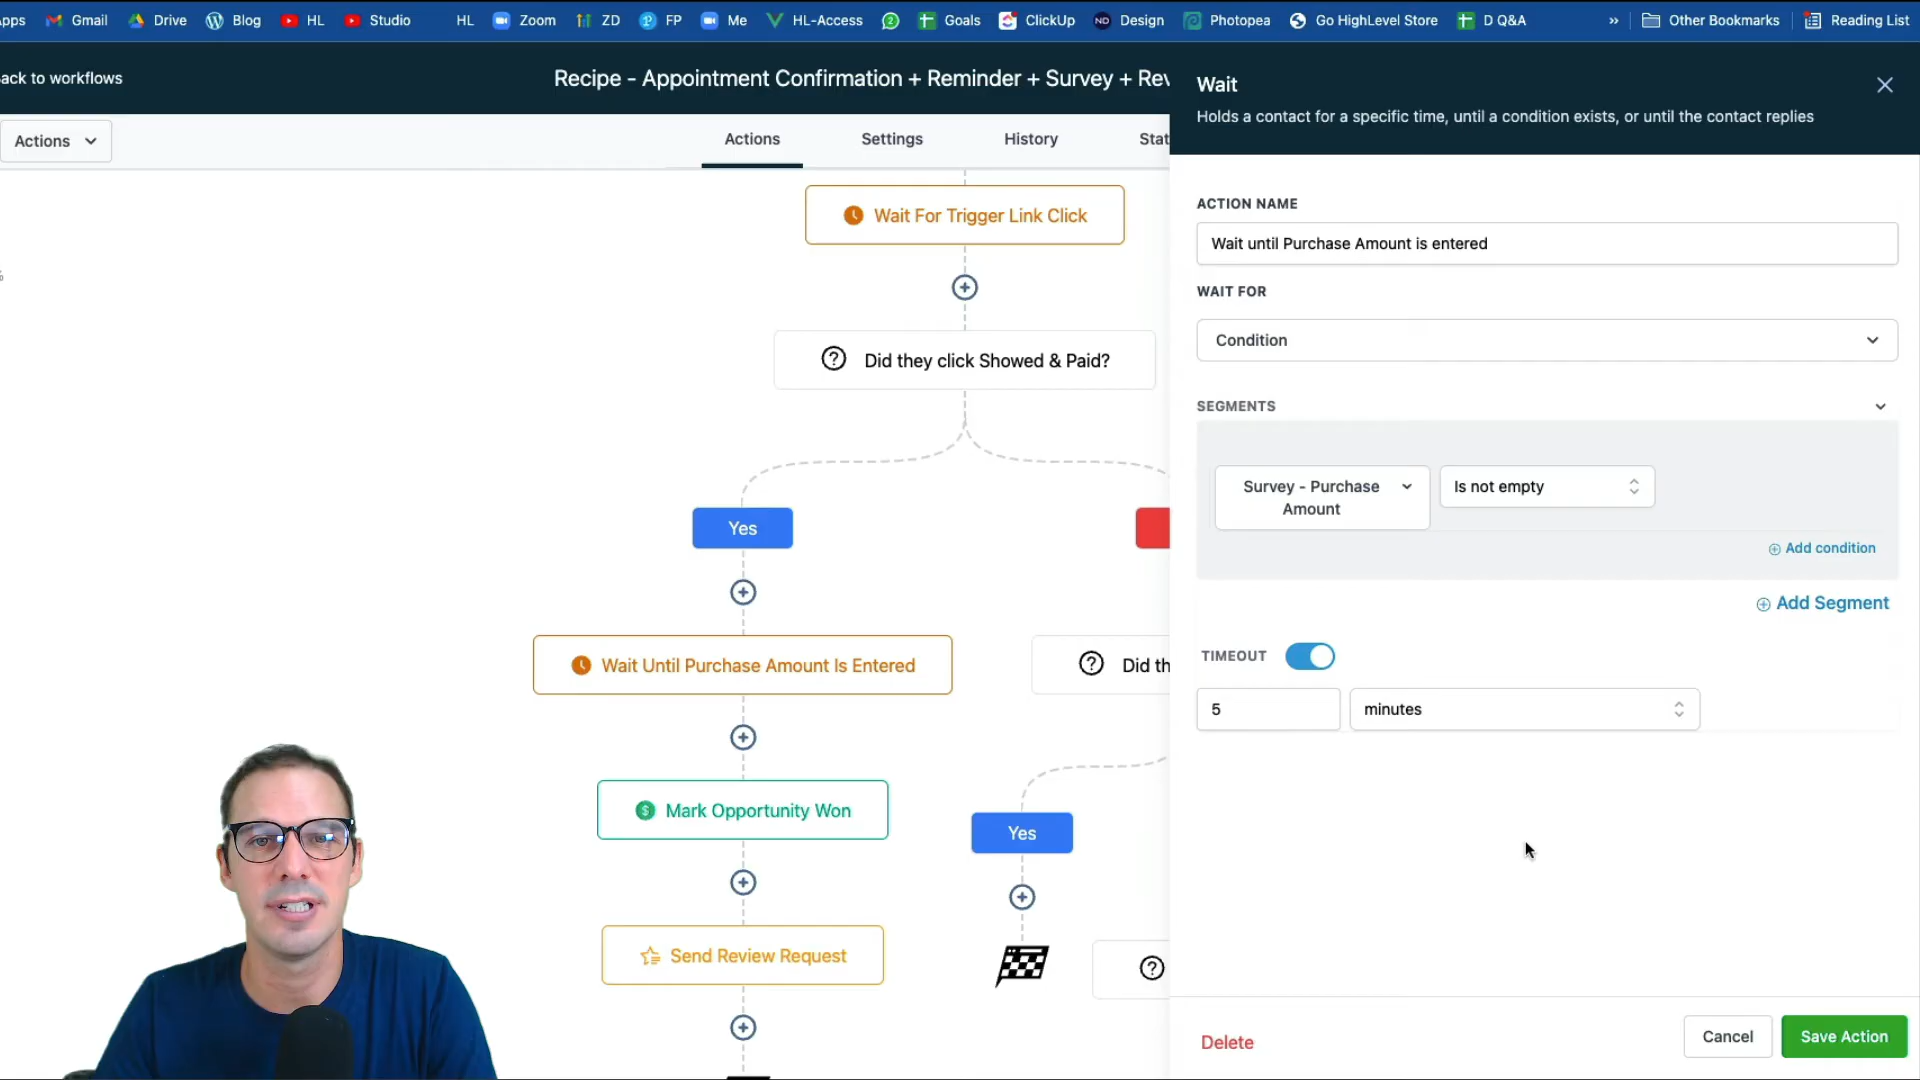 Gmail Drive Blog HL Studio HL Zoom ZD FP Me HL-Access 2 Goals ClickUp ND Design Photopea Go HighLevel Store D Q&A » Other Bookmarks Reading List
Back to workflows
Recipe - Appointment Confirmation + Reminder + Survey +
Wait
Holds a contact for a specific time, until a condition exists, or until the contact replies
Actions
Actions Settings History
ACTION NAME
Wait until Purchase Amount is entered
WAIT FOR
Condition
SEGMENTS
Survey - Purchase
Amount
Is not empty
Add condition
Add Segment
TIMEOUT
5 minutes
Delete
Cancel
Save Action
Wait For Trigger Link Click
Did they click Showed & Paid?
Yes
Wait Until Purchase Amount Is Entered
Did th
Mark Opportunity Won
Yes
Send Review Request